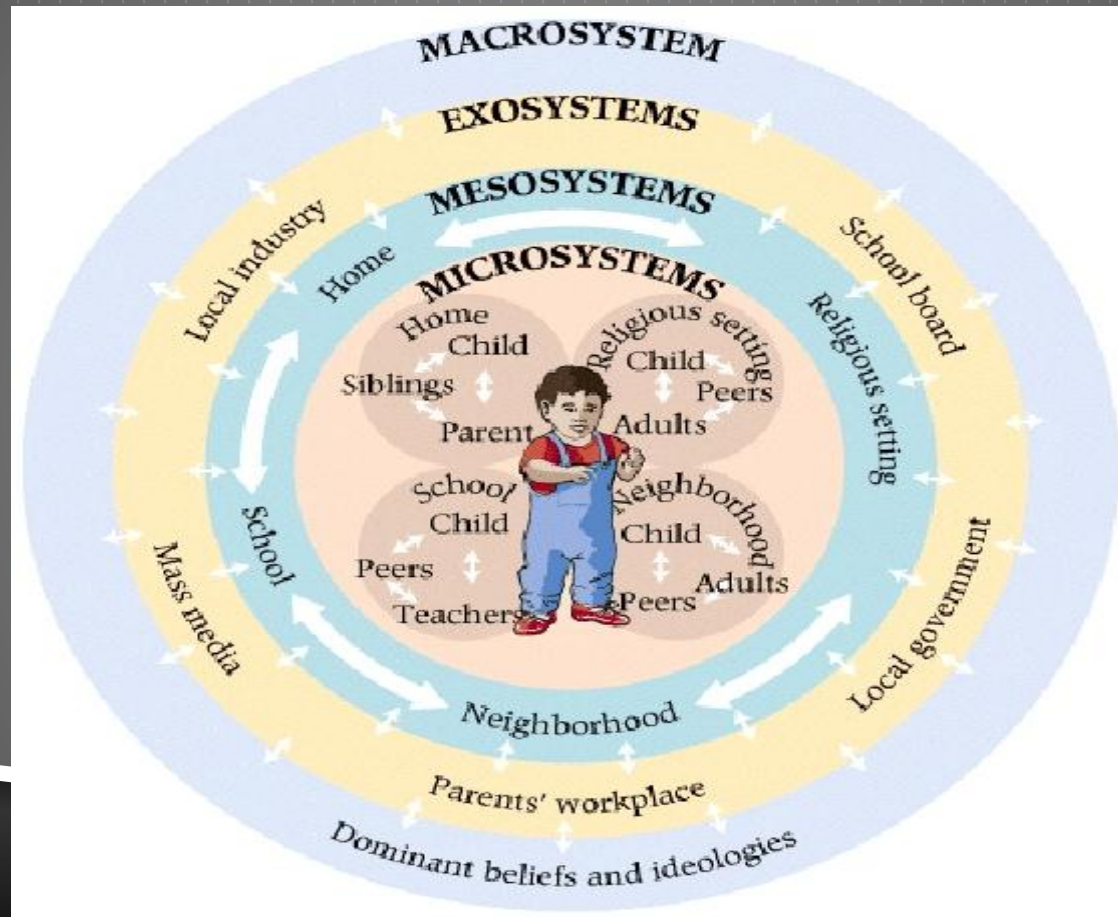 MACROSYSTEM
EXOSYSTEMS
MESOSYSTEMS
MICROSYSTEMS
Local industry
Home
School board
Religious setting
Home
Child
Siblings
Parent
Religious setting
Child
Peers
Adults
School
Child
Peers
Teachers
Neighborhood
Child
Adults
Peers
School
Mass media
Local government
Neighborhood
Parents' workplace
Dominant beliefs and ideologies